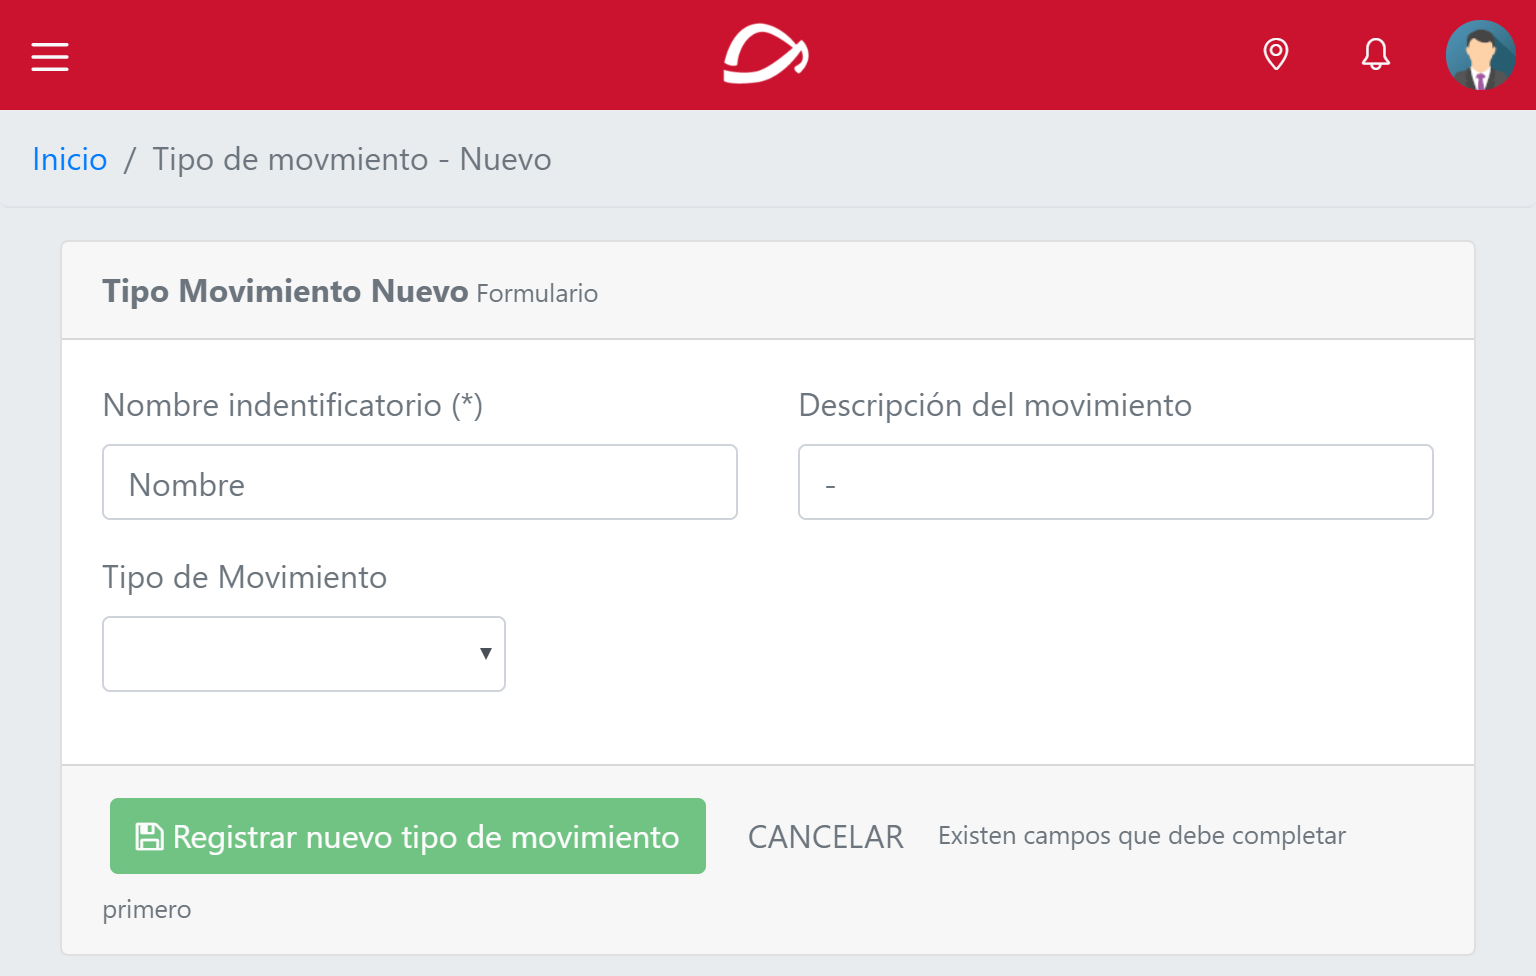 Inicio / Tipo de movmiento - Nuevo
Tipo Movimiento Nuevo Formulario
Nombre indentificatorio (*)
Descripción del movimiento
Nombre
-
Tipo de Movimiento
Registrar nuevo tipo de movimiento CANCELAR Existen campos que debe completar
primero